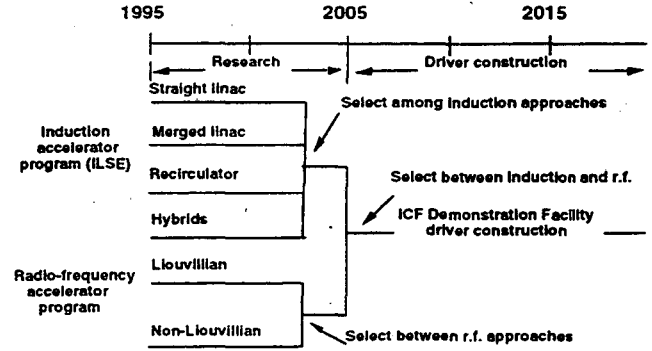 1995 2005 2015
Research Driver construction
Straight linac
Select among induction approaches
Induction
accelerator
program (ILSE)
Merged linac
Recirculator
Select between induction and r.f.
Hybrids
ICF Demonstration Facility
driver construction
Liouvillian
Radio-frequency
accelerator
program
Non-Liouvillian
Select between r.f. approaches